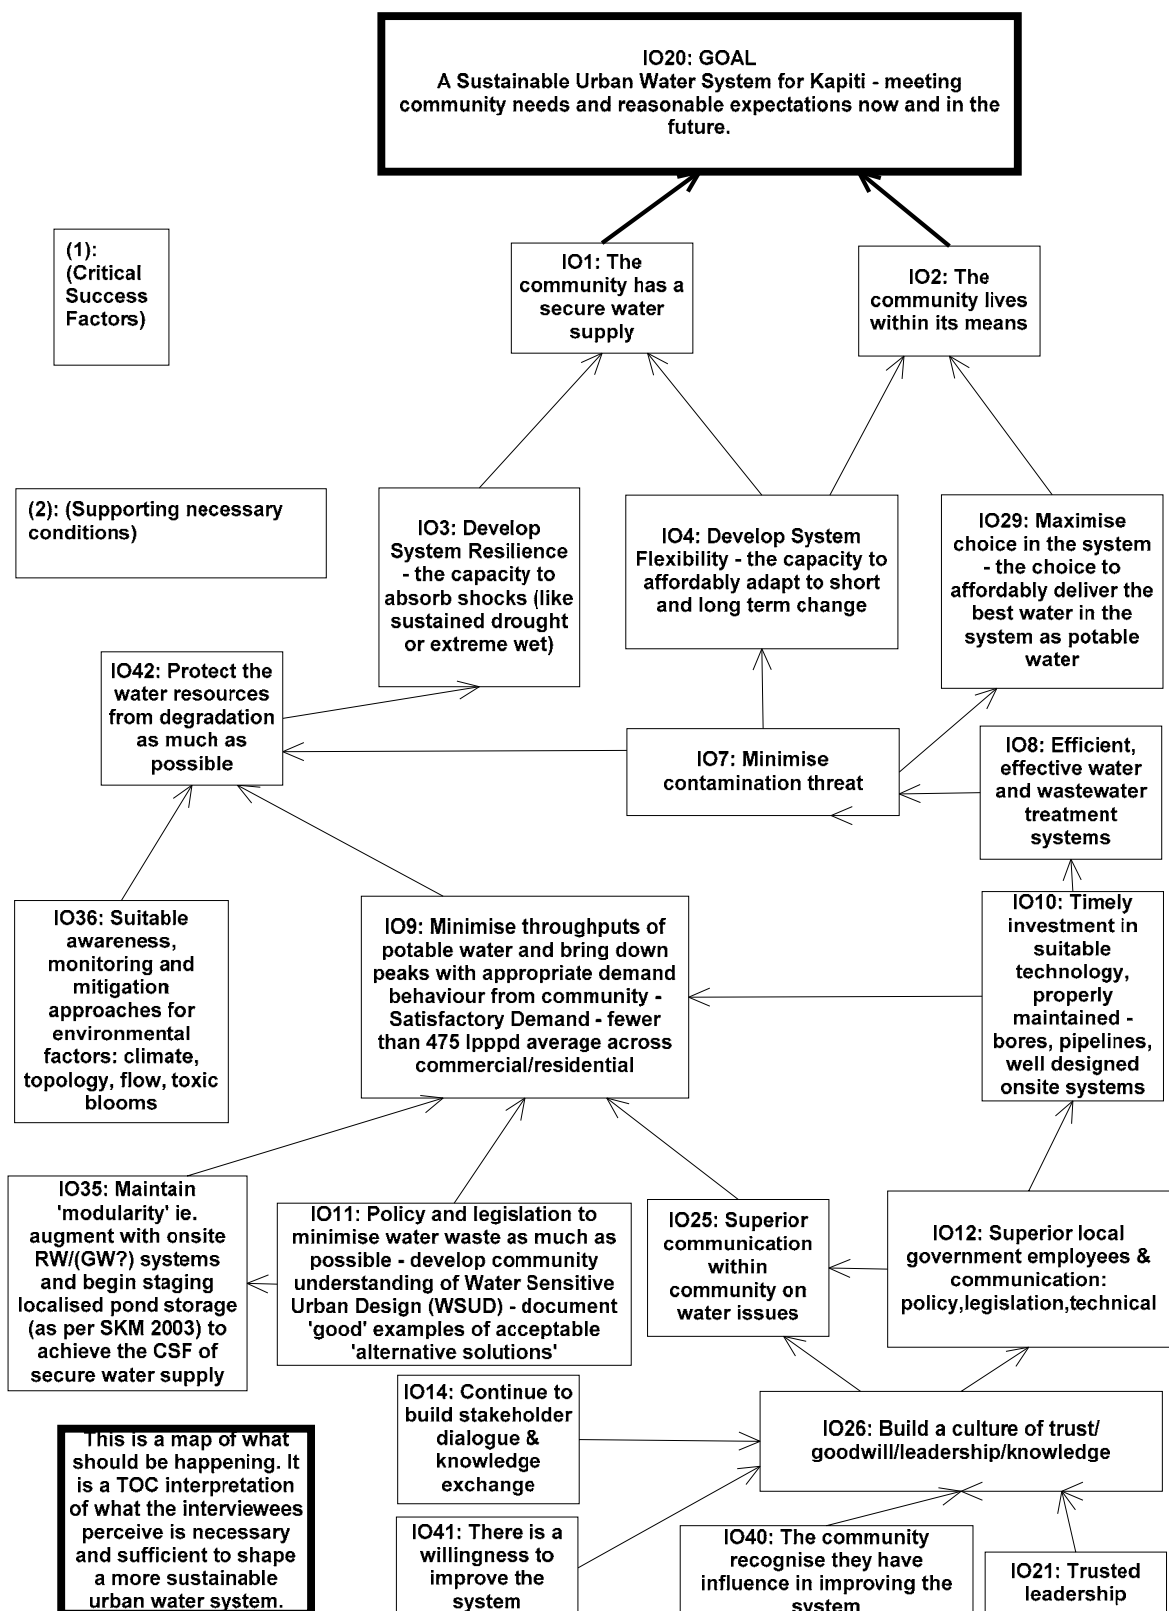 IO20: GOAL
A Sustainable Urban Water System for Kapiti - meeting
community needs and reasonable expectations now and in the
future.
(1):
(Critical
Success
Factors)
IO1: The
community has a
secure water
supply
IO2: The
community lives
within its means
(2): (Supporting necessary
conditions)
IO3: Develop
System Resilience
- the capacity to
absorb shocks (like
sustained drought
or extreme wet)
IO4: Develop System
Flexibility - the capacity to
affordably adapt to short
and long term change
IO29: Maximise
choice in the system
- the choice to
affordably deliver the
best water in the
system as potable
water
IO42: Protect the
water resources
from degradation
as much as
possible
IO7: Minimise
contamination threat
IO8: Efficient,
effective water
and wastewater
treatment
systems
IO36: Suitable
awareness,
monitoring and
mitigation
approaches for
environmental
factors: climate,
topology, flow, toxic
blooms
IO9: Minimise throughputs of
potable water and bring down
peaks with appropriate demand
behaviour from community -
Satisfactory Demand - fewer
than 475 lpppd average across
commercial/residential
IO10: Timely
investment in
suitable
technology,
properly
maintained -
bores, pipelines,
well designed
onsite systems
IO35: Maintain
'modularity' ie.
augment with onsite
RW/(GW?) systems
and begin staging
localised pond storage
(as per SKM 2003) to
achieve the CSF of
secure water supply
IO11: Policy and legislation to
minimise water waste as much as
possible - develop community
understanding of Water Sensitive
Urban Design (WSUD) - document
'good' examples of acceptable
'alternative solutions'
IO25: Superior
communication
within
community on
water issues
IO12: Superior local
government employees &
communication:
policy,legislation,technical
IO14: Continue to
build stakeholder
dialogue &
knowledge
exchange
IO26: Build a culture of trust/
goodwill/leadership/knowledge
This is a map of what
should be happening. It
is a TOC interpretation
of what the interviewees
perceive is necessary
and sufficient to shape
a more sustainable
urban water system.
IO41: There is a
willingness to
improve the
system
IO40: The community
recognise they have
influence in improving the
system
IO21: Trusted
leadership